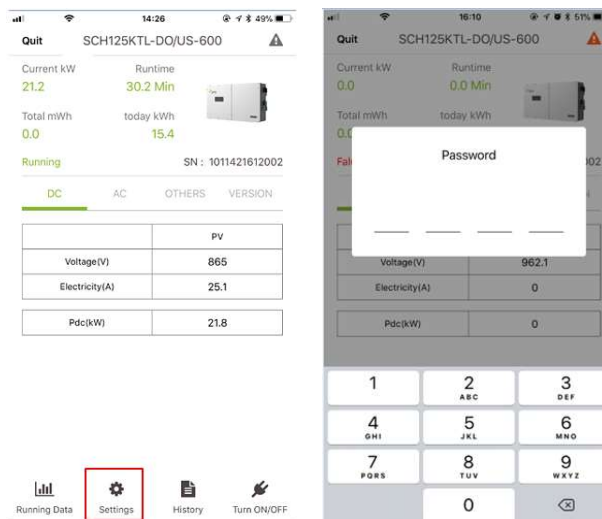 14:26
49%
Quit SCH125KTL-DO/US-600
Current kW Runtime
21.2 30.2 Min
Total mWh today kWh
0.0 15.4
Running SN : 1011421612002
DC AC OTHERS VERSION
PV
Voltage(V) 865
Electricity(A) 25.1
Pdc(kW) 21.8
Running Data Settings History Turn ON/OFF
16:10
51%
Quit SCH125KTL-DO/US-600
Current kW Runtime
0.0 0.0 Min
Total mWh today kWh
Password
Voltage(V) 962.1
Electricity(A) 0
Pdc(kW) 0
1 2 3
ABC DEF
4 5 6
GHI JKL MNO
7 8 9
PQRS TUV WXYZ
0